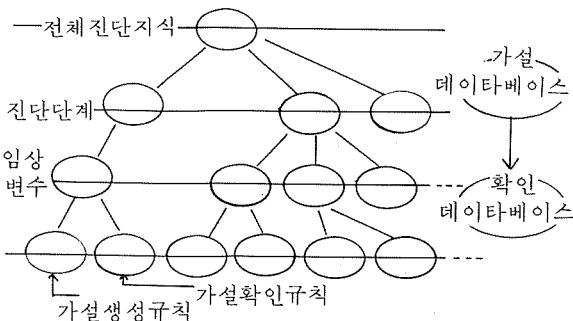 전체진단지식
가설
데이타베이스
진단단계
임상
변수
확인
데이타베이스
가설확인규칙
가설생성규칙